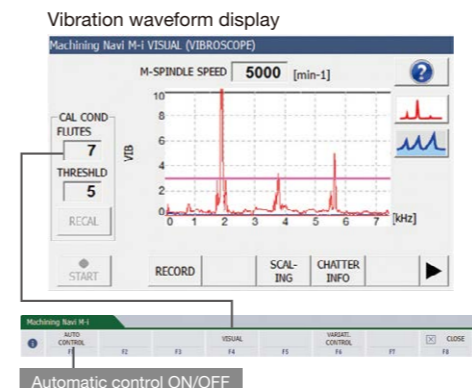 Vibration waveform display
Machining Navi M-i VISUAL (VIBROSCOPE)
M-SPINDLE SPEED 5000 [min-1]
?
CAL COND
FLUTES
7
THRESHLD
5
RECAL
VIB
10
8
6
4
2
0
0 1 2 3 4 5 6 7 [kHz]
START RECORD SCAL-ING CHATTER INFO
Machining Navi M-i
AUTO CONTROL VISUAL VARIATI. CONTROL CLOSE
F1 F2 F3 F4 F5 F6 F7 F8
Automatic control ON/OFF